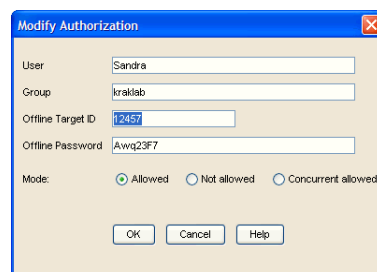 Modify Authorization
User Sandra
Group kraklab
Offline Target ID 12457
Offline Password Awq23F7
Mode: Allowed Not allowed Concurrent allowed
OK Cancel Help